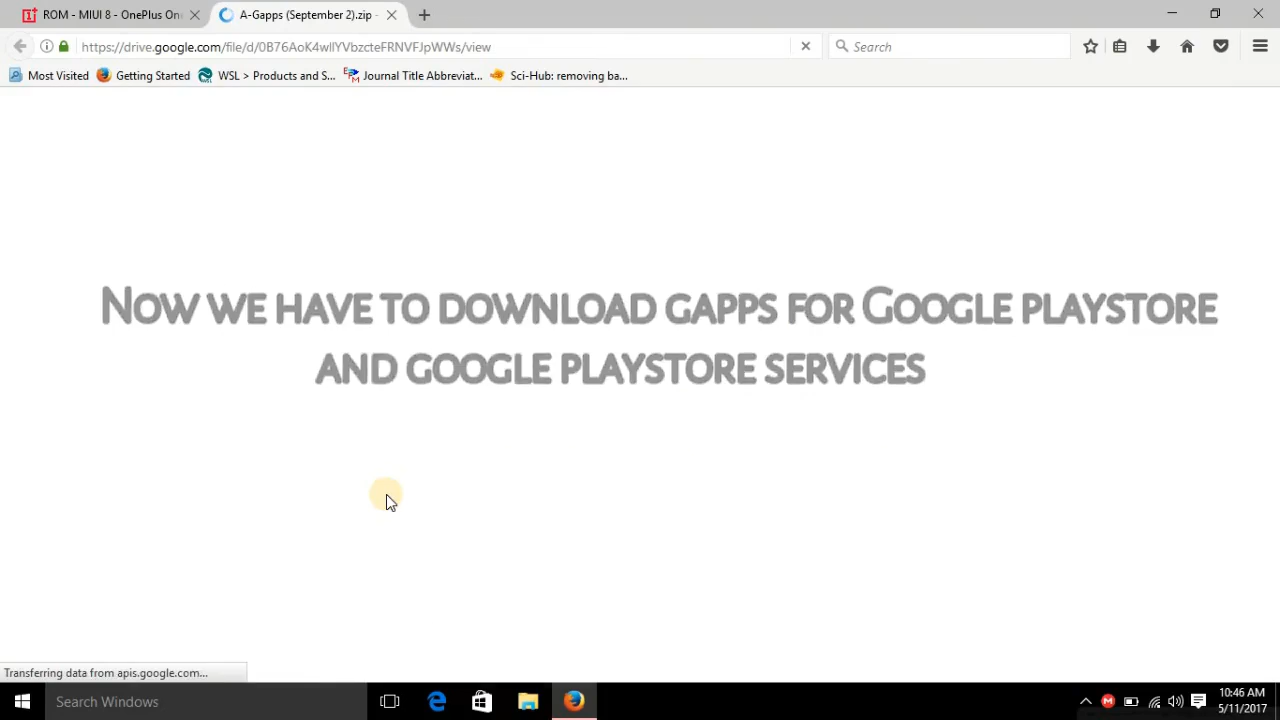 ROM - MIUI 8 - OnePlus On
A-Gapps (September 2).zip -
https://drive.google.com/file/d/0B76AoK4wllYVbzcteFRNVFJpWWs/view
Search
Most Visited
Getting Started
WSL > Products and S...
Journal Title Abbreviat...
Sci-Hub: removing ba...
Now we have to download gapps for Google playstore
and google playstore services
Transferring data from apis.google.com...
Search Windows
10:46 AM
5/11/2017